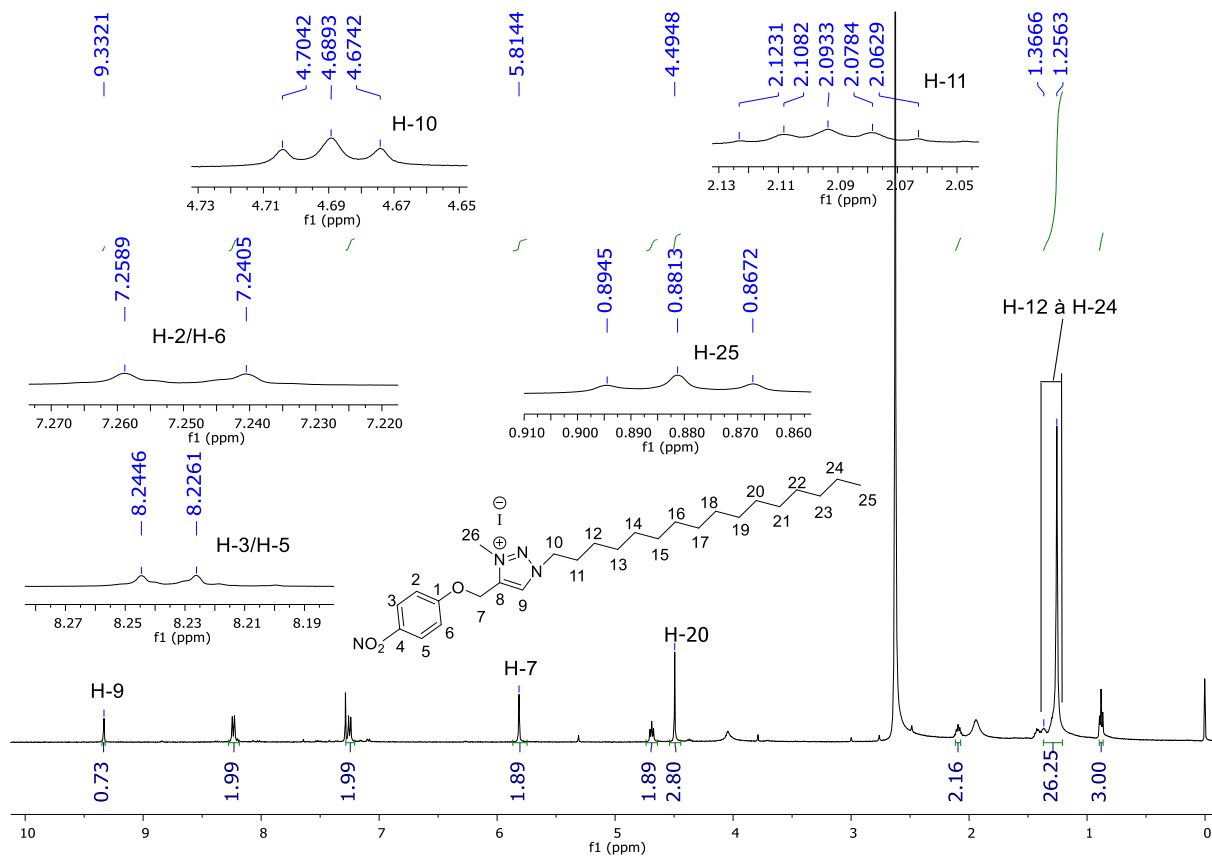 9.3321
4.7042
4.6893
4.6742
5.8144
4.4948
2.1231
2.1082
2.0933
2.0784
2.0629
1.3666
1.2563
H-10
4.73 4.71 4.69 4.67 4.65
f1 (ppm)
H-11
2.13 2.11 2.09 2.07 2.05
f1 (ppm)
7.2589
7.2405
H-2/H-6
7.270 7.260 7.250 7.240 7.230 7.220
f1 (ppm)
0.8945
0.8813
0.8672
H-25
0.910 0.900 0.890 0.880 0.870 0.860
f1 (ppm)
H-12 à H-24
8.2446
8.2261
H-3/H-5
8.27 8.25 8.23 8.21 8.19
f1 (ppm)
I
−
26
N
+
N
N
O
NO2
1
2
3
4
5
6
7
8
9
10
11
12
13
14
15
16
17
18
19
20
21
22
23
24
25
H-9
H-7
H-20
0.73
1.99
1.99
1.89
1.89
2.80
2.16
26.25
3.00
10 9 8 7 6 5 4 3 2 1 0
f1 (ppm)